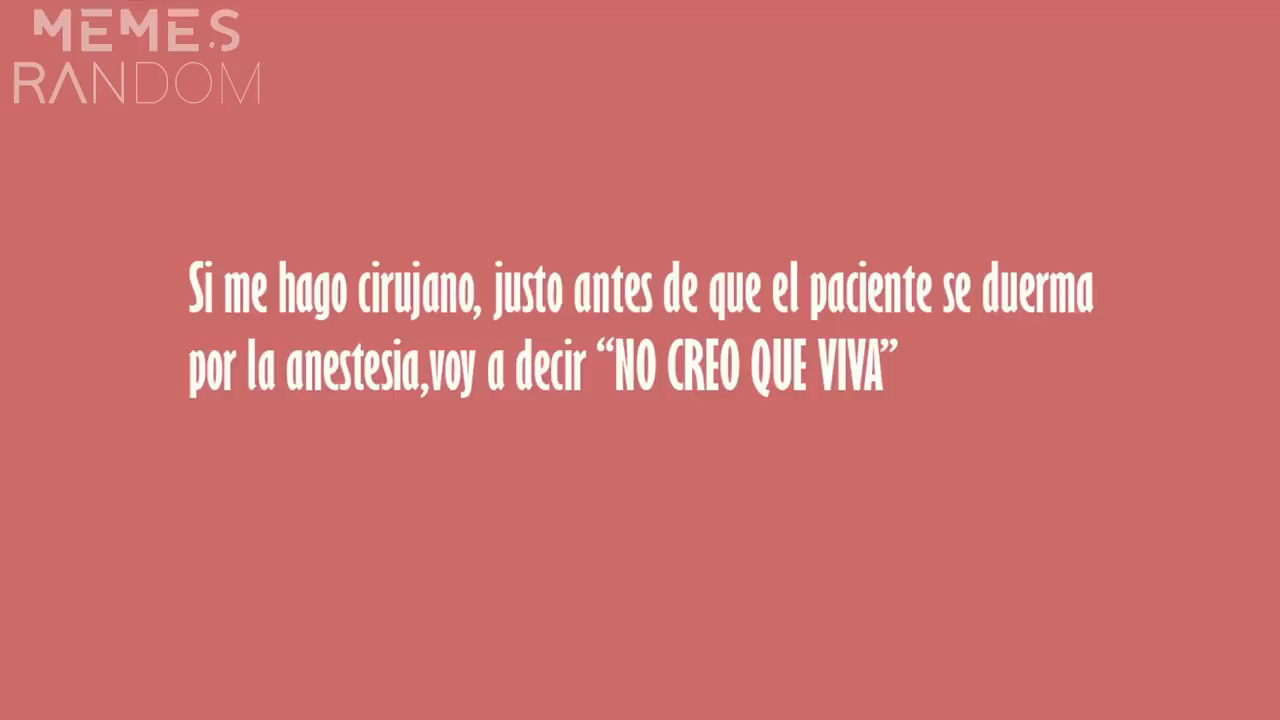 MEMES
RANDOM
Si me hago cirujano, justo antes de que el paciente se duerma
por la anestesia,voy a decir “NO CREO QUE VIVA”